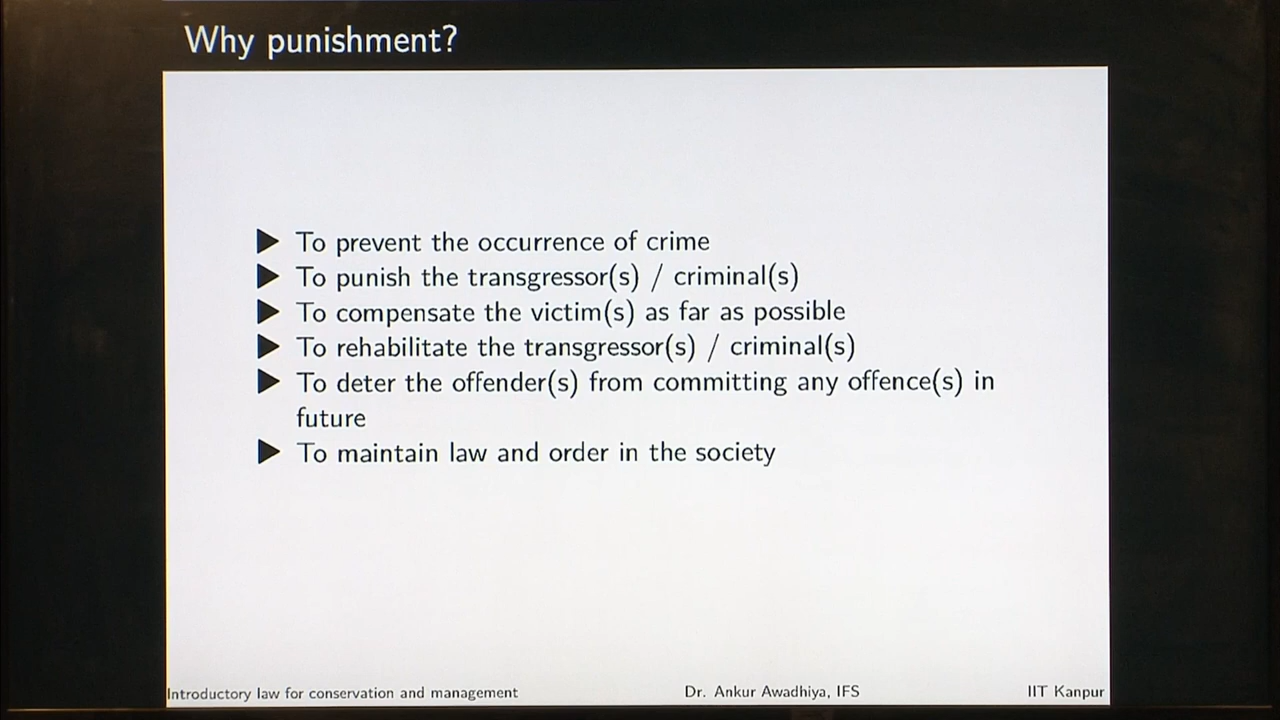 Why punishment?
▶ To prevent the occurrence of crime
▶ To punish the transgressor(s) / criminal(s)
▶ To compensate the victim(s) as far as possible
▶ To rehabilitate the transgressor(s) / criminal(s)
▶ To deter the offender(s) from committing any offence(s) in
future
▶ To maintain law and order in the society
Introductory law for conservation and management Dr. Ankur Awadhiya, IFS IIT Kanpur